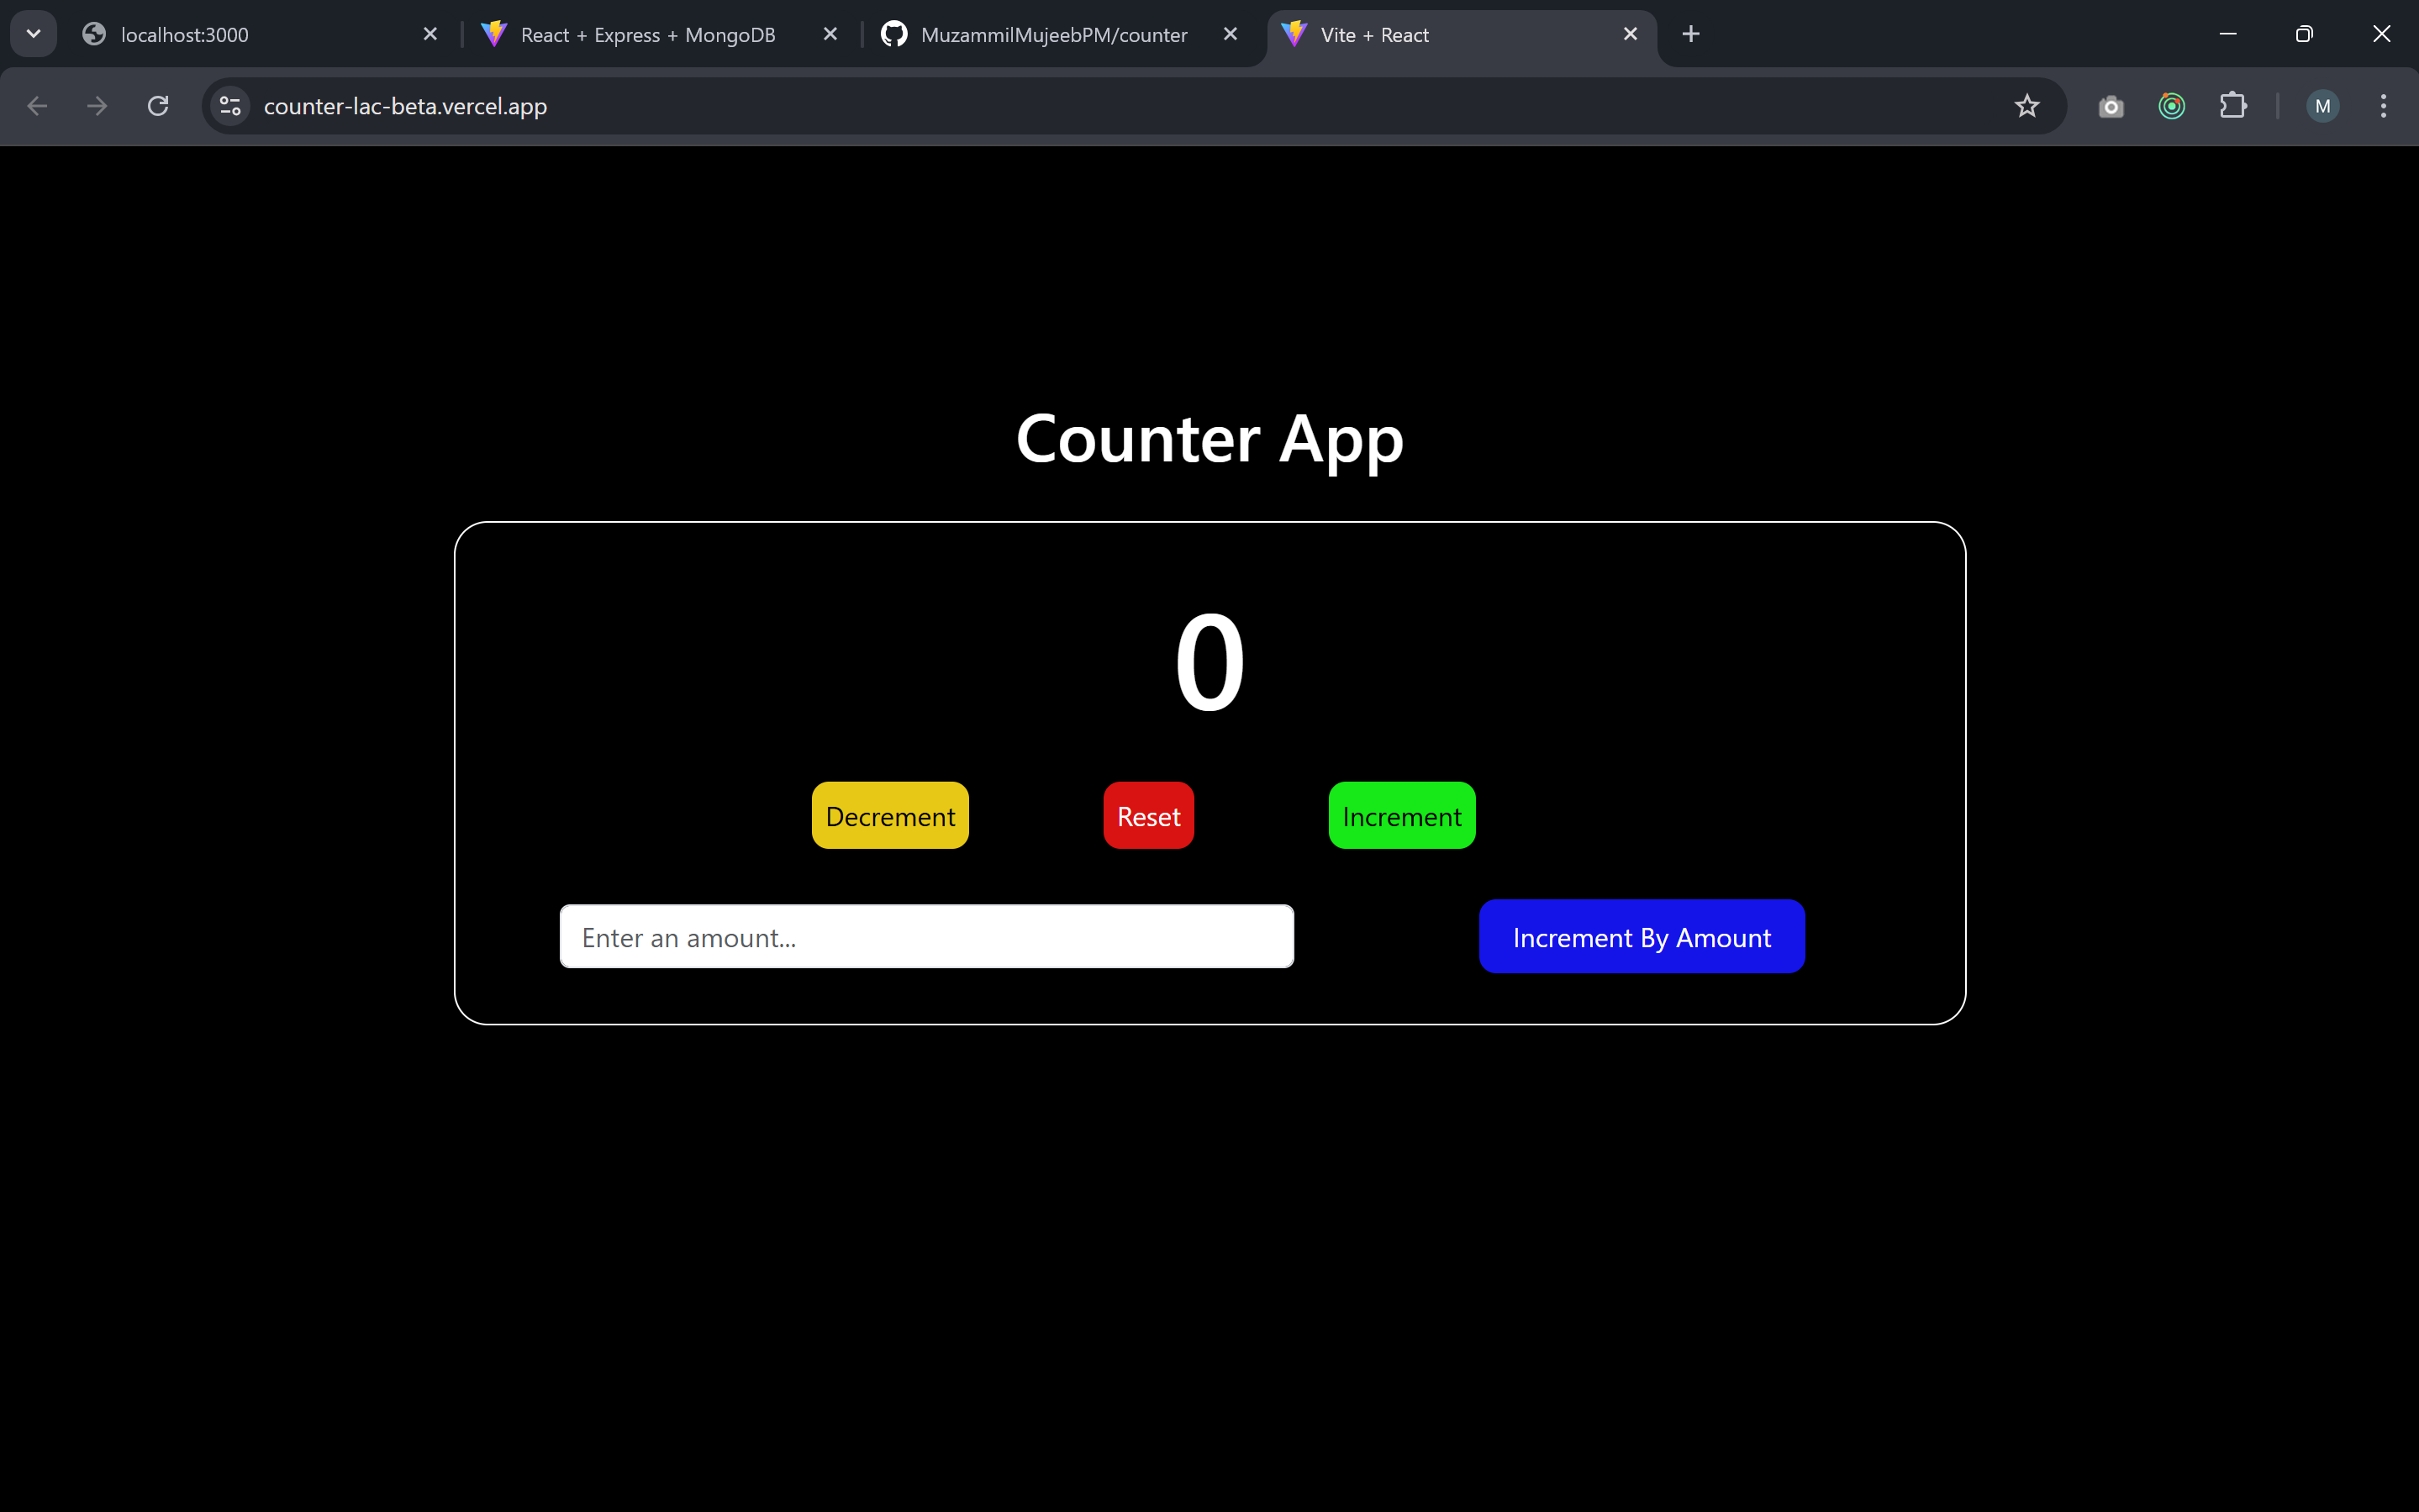 localhost:3000
React + Express + MongoDB
MuzammilMujeebPM/counter
Vite + React
counter-lac-beta.vercel.app
M
Counter App
0
Decrement
Reset
Increment
Enter an amount...
Increment By Amount